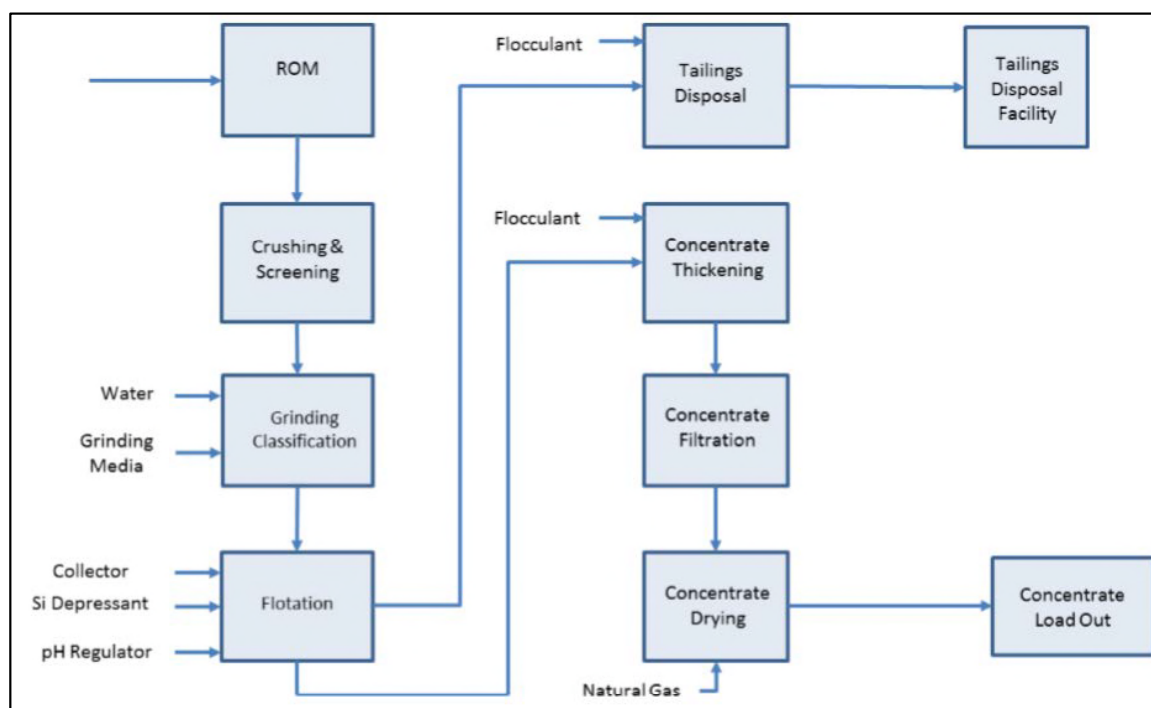 ROM
Crushing &
Screening
Water
Grinding
Media
Grinding
Classification
Collector
Si Depressant
pH Regulator
Flotation
Flocculant
Tailings
Disposal
Tailings
Disposal
Facility
Flocculant
Concentrate
Thickening
Concentrate
Filtration
Concentrate
Drying
Natural Gas
Concentrate
Load Out